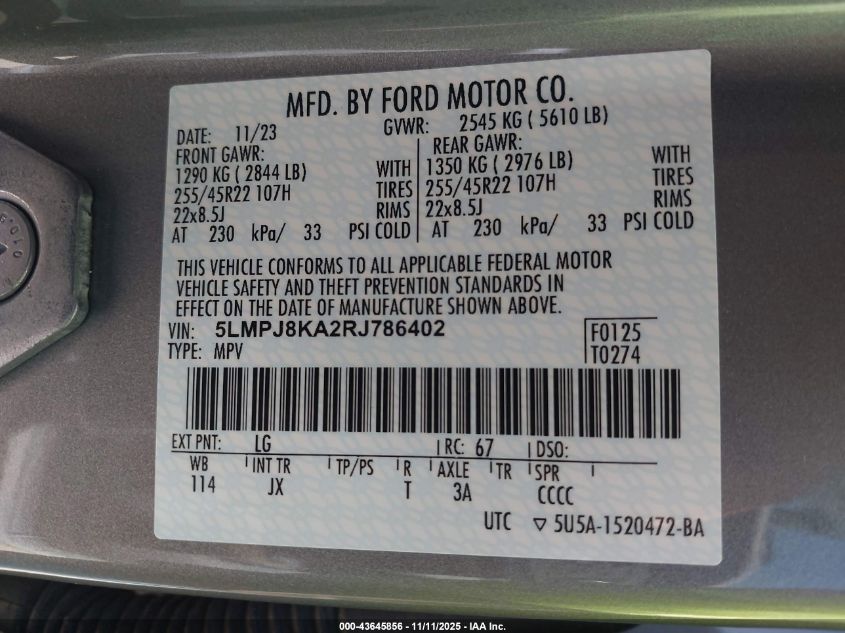 MFD. BY FORD MOTOR CO.
DATE: 11/23 GVWR: 2545 KG ( 5610 LB)
FRONT GAWR: REAR GAWR:
1290 KG ( 2844 LB) WITH 1350 KG ( 2976 LB) WITH
255/45R22 107H TIRES 255/45R22 107H TIRES
22x8.5J RIMS 22x8.5J RIMS
AT 230 kPa/ 33 PSI COLD AT 230 kPa/ 33 PSI COLD
THIS VEHICLE CONFORMS TO ALL APPLICABLE FEDERAL MOTOR
VEHICLE SAFETY AND THEFT PREVENTION STANDARDS IN
EFFECT ON THE DATE OF MANUFACTURE SHOWN ABOVE.
VIN: 5LMPJ8KA2RJ786402 F0125
TYPE: MPV T0274
EXT PNT: LG RC: 67 DSO:
WB INT TR TP/PS R AXLE TR SPR
114 JX T 3A CCCC
UTC ▽ 5U5A-1520472-BA
000-43645856 - 11/11/2025 - IAA Inc.